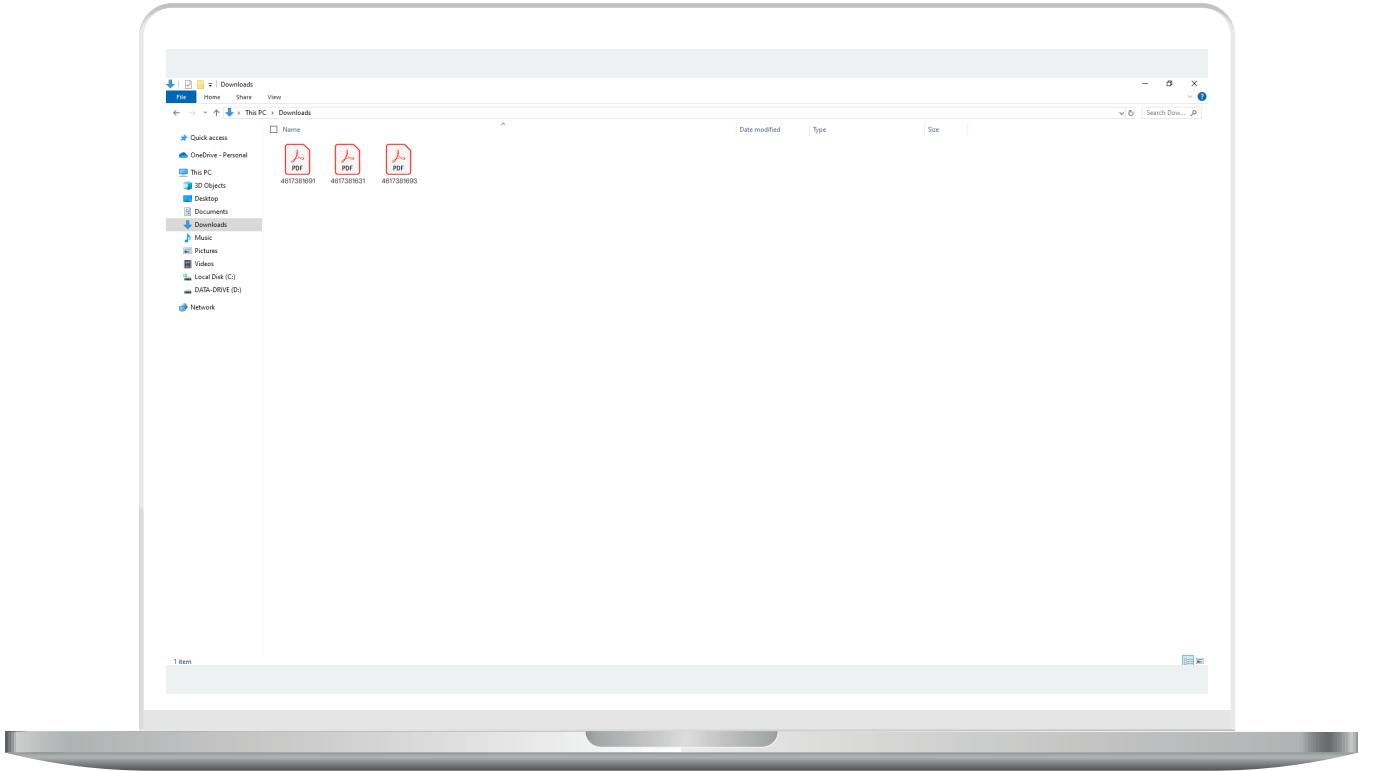 Downloads
File Home Share View
This PC > Downloads
Search Dow...
Name Date modified Type Size
Quick access
OneDrive - Personal
This PC
3D Objects
Desktop
Documents
Downloads
Music
Pictures
Videos
Local Disk (C:)
DATA-DRIVE (D:)
Network
PDF PDF PDF
4617381691 4617381631 4617381693
1 item